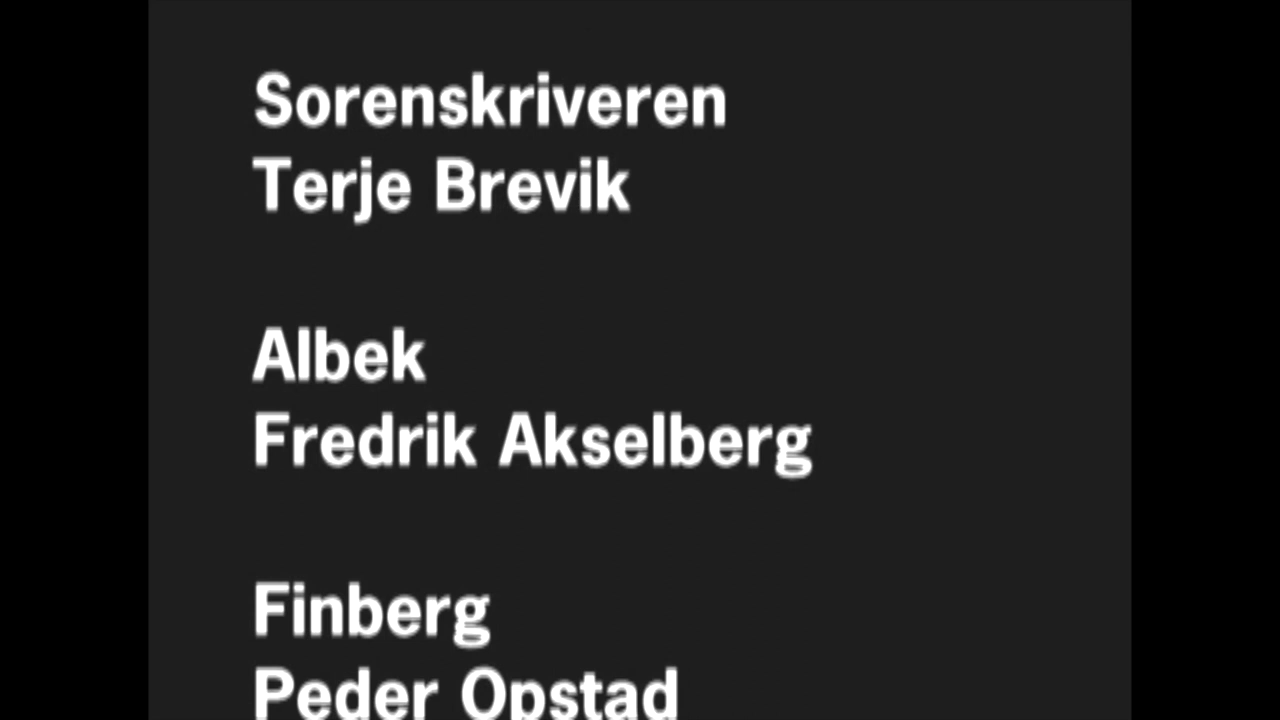 Sorenskriveren
Terje Brevik
Albek
Fredrik Akselberg
Finberg
Peder Opstad